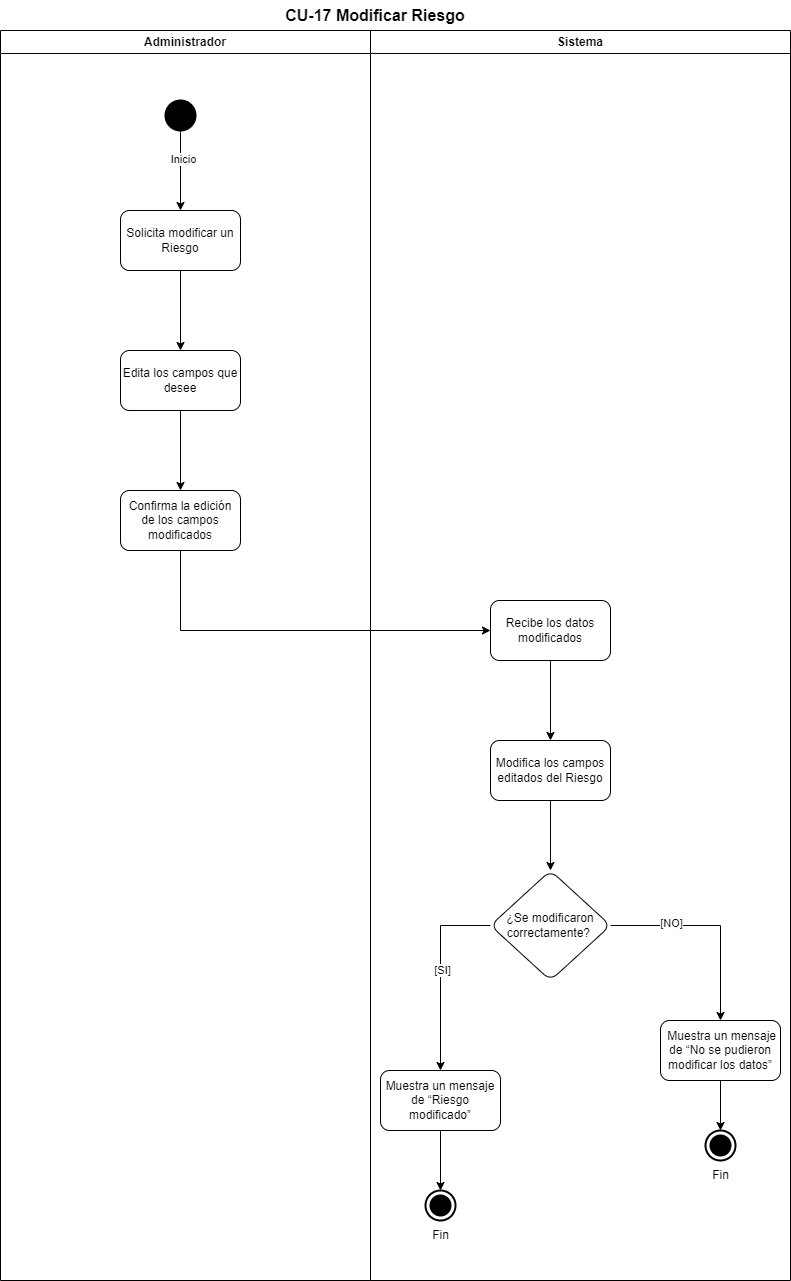 CU-17 Modificar Riesgo
Administrador
Sistema
Inicio
Solicita modificar un
Riesgo
Edita los campos que
desee
Confirma la edición
de los campos
modificados
Recibe los datos
modificados
Modifica los campos
editados del Riesgo
¿Se modificaron
correctamente?
[NO]
[SI]
Muestra un mensaje
de “No se pudieron
modificar los datos”
Muestra un mensaje
de “Riesgo
modificado”
Fin
Fin